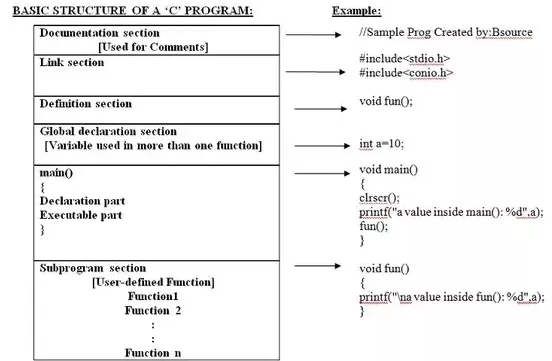 BASIC STRUCTURE OF A ‘C’ PROGRAM:
Documentation section
[Used for Comments]
Link section
Definition section
Global declaration section
[Variable used in more than one function]
main()
{
Declaration part
Executable part
}
Subprogram section
[User-defined Function]
Function1
Function 2
:
:
Function n
Example:
//Sample Prog Created by:Bsource
#include<stdio.h>
#include<conio.h>
void fun();
int a=10;
void main()
{
clrscr();
printf("a value inside main(): %d",a);
fun();
}
void fun()
{
printf("\na value inside fun(): %d",a);
}